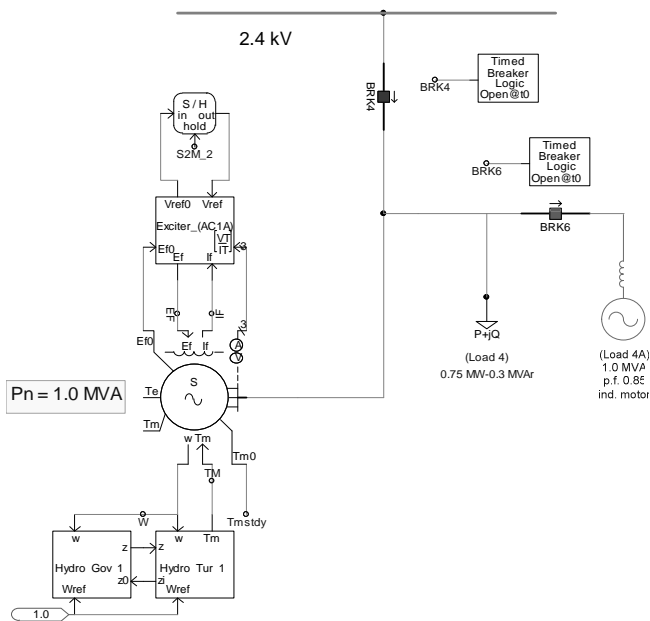 2.4 kV
BRK4
BRK4
Timed
Breaker
Logic
Open@t0
S / H
in out
hold
S2M_2
BRK6
Timed
Breaker
Logic
Open@t0
Vref0 Vref
Exciter_(AC1A)
Ef0
VT
IT
3
Ef If
BRK6
EF
If
3
Ef0
Ef If
A
V
P+jQ
(Load 4)
0.75 MW-0.3 MVAr
(Load 4A)
1.0 MVA
p.f. 0.85
ind. motor
Pn = 1.0 MVA
S
Te
Tm
w Tm
Tm0
TM
W
Tmstdy
w
z
Hydro Gov 1
z0
Wref
w
Tm
z
Hydro Tur 1
zi
Wref
1.0